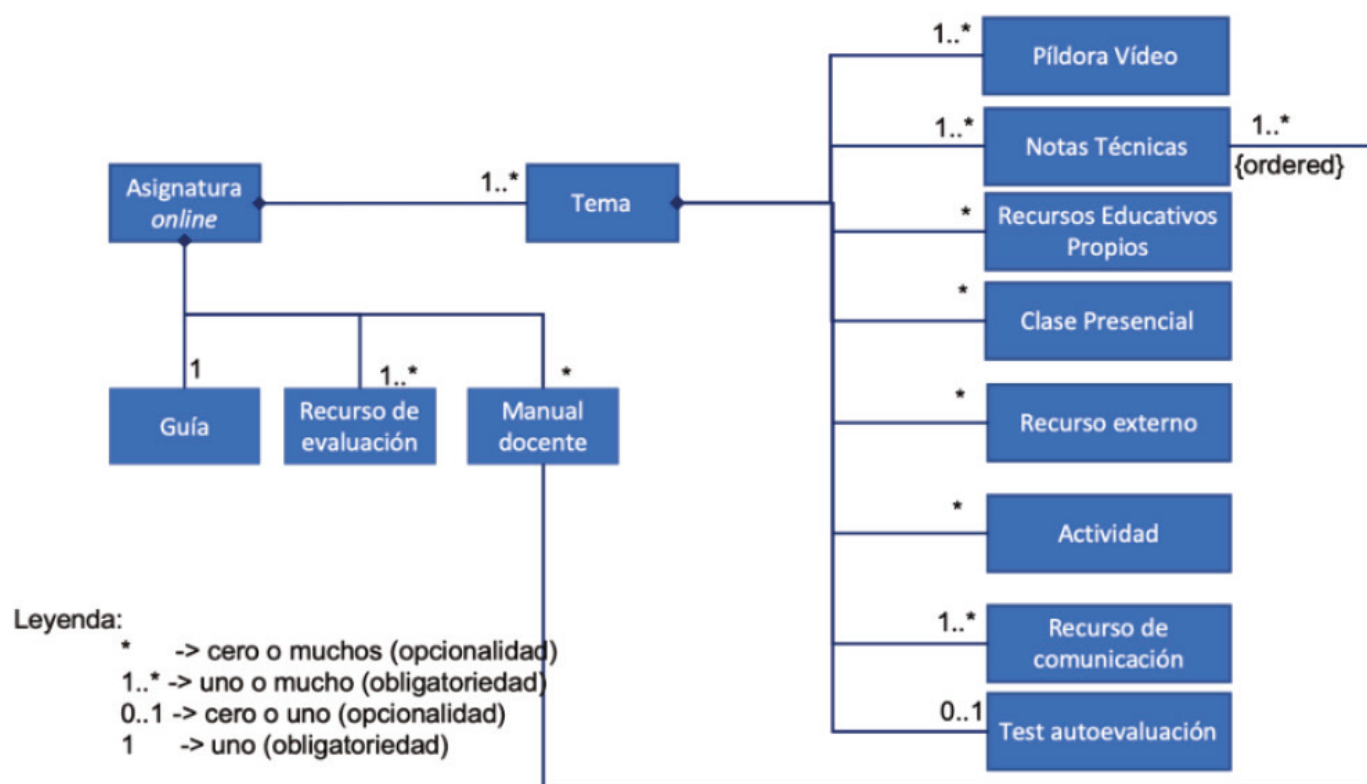 1..*
Píldora Vídeo
1..*
Notas Técnicas
1..*
{ordered}
Asignatura
online
1..*
Tema
*
Recursos Educativos
Propios
*
Clase Presencial
1
Guía
1..*
Recurso de
evaluación
*
Manual
docente
*
Recurso externo
*
Actividad
1..*
Recurso de
comunicación
0..1
Test autoevaluación
Leyenda:
* -> cero o muchos (opcionalidad)
1..* -> uno o mucho (obligatoriedad)
0..1 -> cero o uno (opcionalidad)
1 -> uno (obligatoriedad)